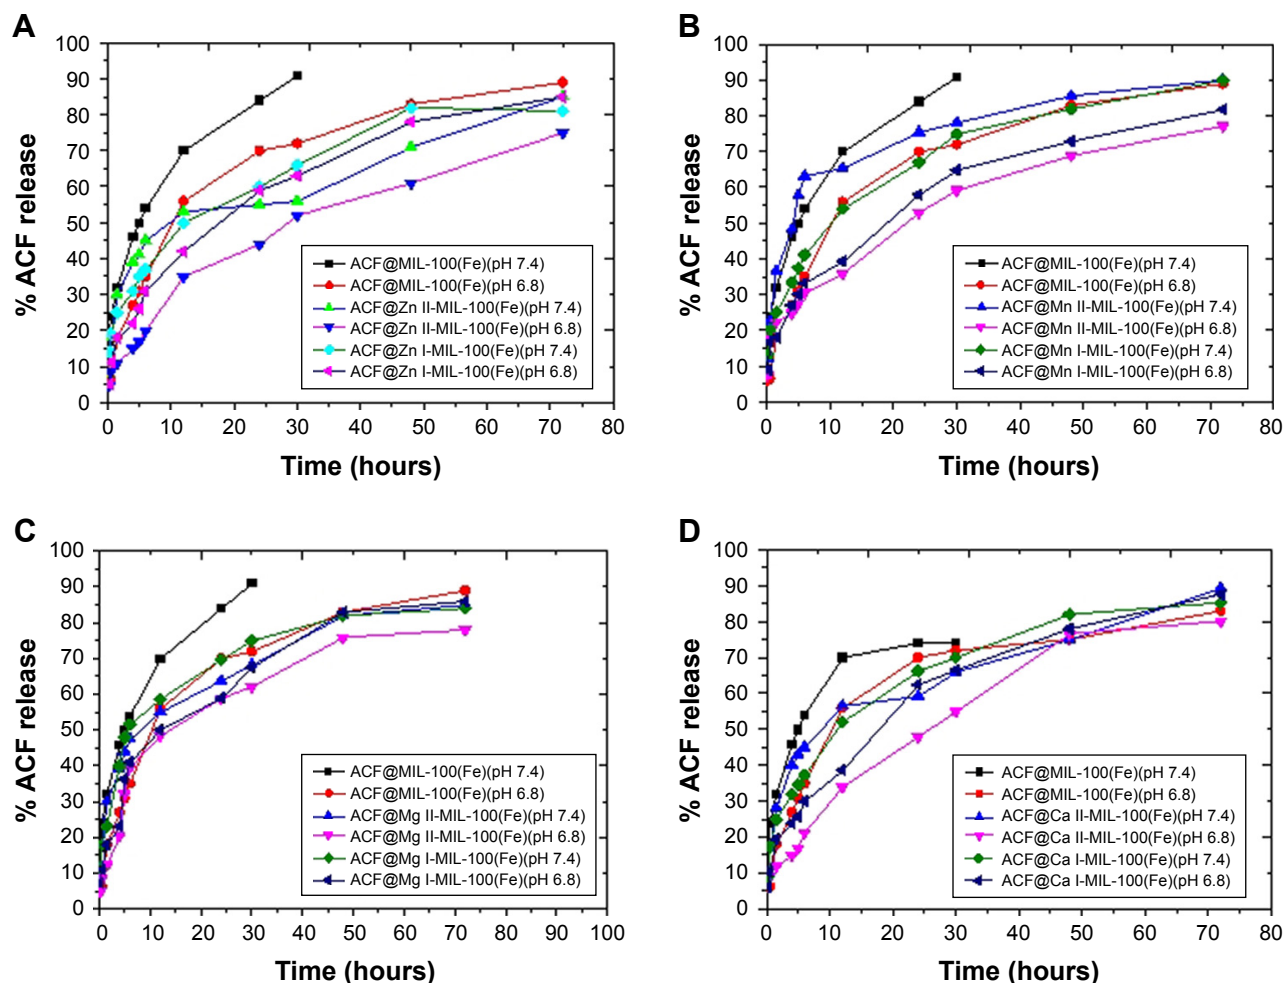 A
% ACF release
100
90
80
70
60
50
40
30
20
10
0
ACF@MIL-100(Fe)(pH 7.4)
ACF@MIL-100(Fe)(pH 6.8)
ACF@Zn II-MIL-100(Fe)(pH 7.4)
ACF@Zn II-MIL-100(Fe)(pH 6.8)
ACF@Zn I-MIL-100(Fe)(pH 7.4)
ACF@Zn I-MIL-100(Fe)(pH 6.8)
0 10 20 30 40 50 60 70 80
Time (hours)
B
% ACF release
100
90
80
70
60
50
40
30
20
10
0
ACF@MIL-100(Fe)(pH 7.4)
ACF@MIL-100(Fe)(pH 6.8)
ACF@Mn II-MIL-100(Fe)(pH 7.4)
ACF@Mn II-MIL-100(Fe)(pH 6.8)
ACF@Mn I-MIL-100(Fe)(pH 7.4)
ACF@Mn I-MIL-100(Fe)(pH 6.8)
0 10 20 30 40 50 60 70 80
Time (hours)
C
% ACF release
100
90
80
70
60
50
40
30
20
10
0
ACF@MIL-100(Fe)(pH 7.4)
ACF@MIL-100(Fe)(pH 6.8)
ACF@Mg II-MIL-100(Fe)(pH 7.4)
ACF@Mg II-MIL-100(Fe)(pH 6.8)
ACF@Mg I-MIL-100(Fe)(pH 7.4)
ACF@Mg I-MIL-100(Fe)(pH 6.8)
0 10 20 30 40 50 60 70 80 90 100
Time (hours)
D
% ACF release
100
90
80
70
60
50
40
30
20
10
0
ACF@MIL-100(Fe)(pH 7.4)
ACF@MIL-100(Fe)(pH 6.8)
ACF@Ca II-MIL-100(Fe)(pH 7.4)
ACF@Ca II-MIL-100(Fe)(pH 6.8)
ACF@Ca I-MIL-100(Fe)(pH 7.4)
ACF@Ca I-MIL-100(Fe)(pH 6.8)
0 10 20 30 40 50 60 70 80
Time (hours)